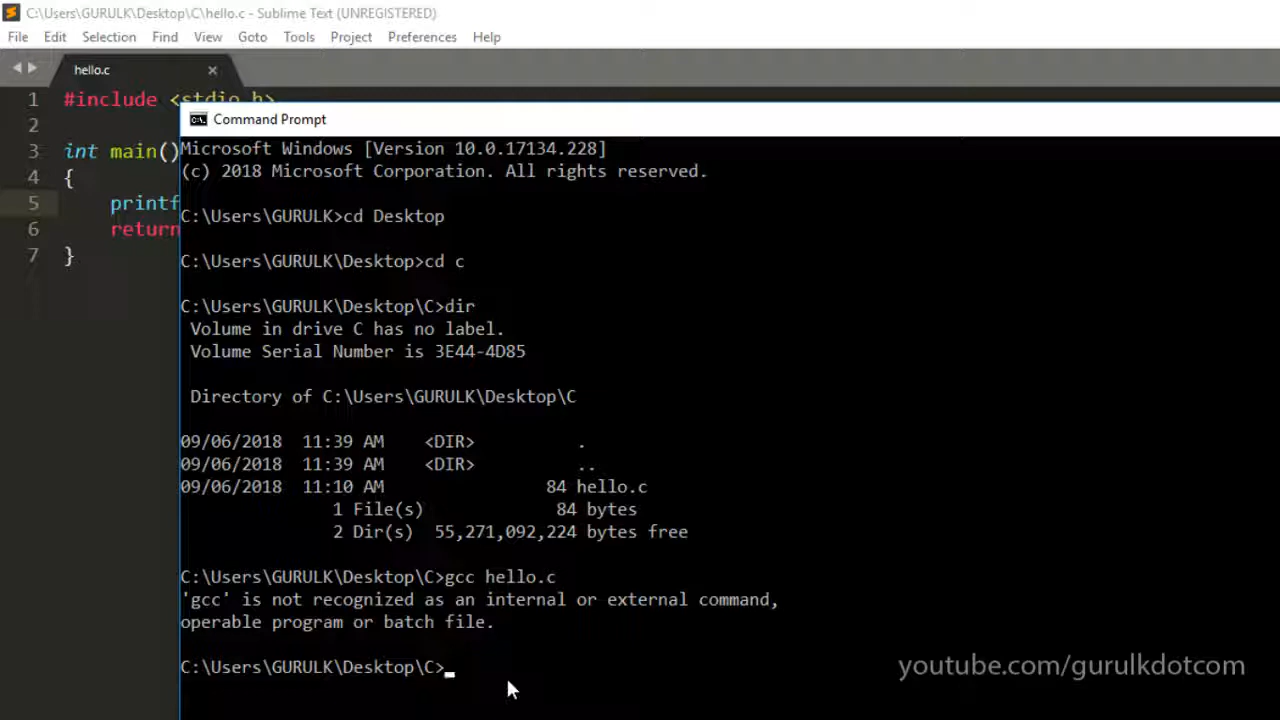 C:\Users\GURULK\Desktop\C\hello.c - Sublime Text (UNREGISTERED)
File Edit Selection Find View Goto Tools Project Preferences Help
hello.c
1 #include <stdio.h>
2
3 int main()
4 {
5 printf
6 return
7 }
Command Prompt
Microsoft Windows [Version 10.0.17134.228]
(c) 2018 Microsoft Corporation. All rights reserved.
C:\Users\GURULK>cd Desktop
C:\Users\GURULK\Desktop>cd c
C:\Users\GURULK\Desktop\C>dir
Volume in drive C has no label.
Volume Serial Number is 3E44-4D85
Directory of C:\Users\GURULK\Desktop\C
09/06/2018 11:39 AM <DIR> .
09/06/2018 11:39 AM <DIR> ..
09/06/2018 11:10 AM 84 hello.c
1 File(s) 84 bytes
2 Dir(s) 55,271,092,224 bytes free
C:\Users\GURULK\Desktop\C>gcc hello.c
'gcc' is not recognized as an internal or external command,
operable program or batch file.
C:\Users\GURULK\Desktop\C>
youtube.com/gurulkdotcom